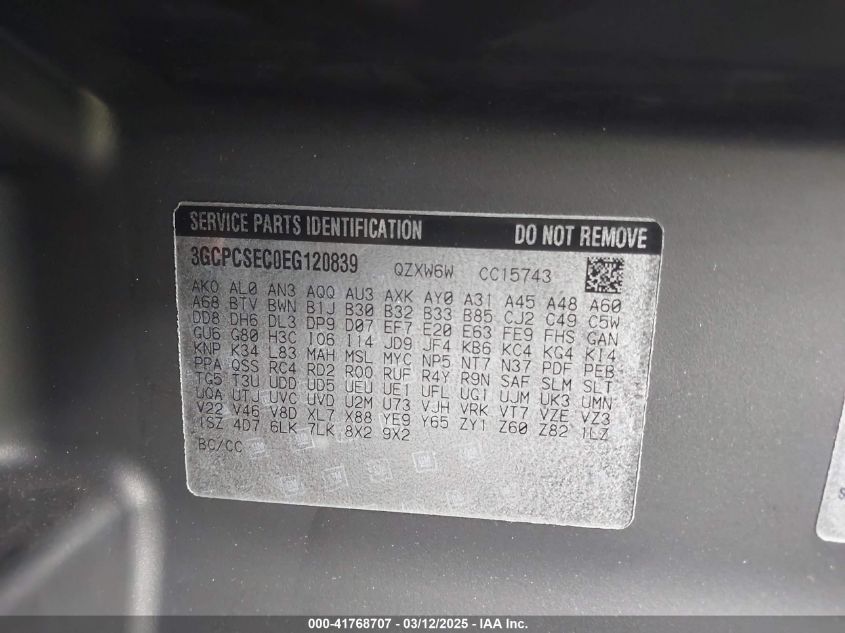 SERVICE PARTS IDENTIFICATION DO NOT REMOVE
3GCPCSEC0EG120839 QZXW6W CC15743
AKO AL0 AN3 AQQ AU3 AXK AY0 A31 A45 A48 A60
A68 BTV BWN B1J B30 B32 B33 B85 CJ2 C49 C5W
DD8 DH6 DL3 DP9 D07 EF7 E20 E63 FE9 FHS GAN
GU6 G80 H3C IO6 I14 JD9 JF4 KB6 KC4 KG4 KI4
KNP K34 L83 MAH MSL MYC NP5 NT7 N37 PDF PEB
PPA QSS RC4 RD2 R00 RUF R4Y R9N SAF SLM SLT
TG5 T3U UDD UD5 UEU UE1 UFL UG1 UJM UK3 UMN
UQA UTJ UVC UVD U2M U73 VJH VRK VT7 VZE VZ3
V22 V46 V8D XL7 X88 YE9 Y65 ZY1 Z60 Z82 1LZ
1SZ 4D7 6LK 7LK 8X2 9X2
BC/CC
000-41768707 - 03/12/2025 - IAA Inc.